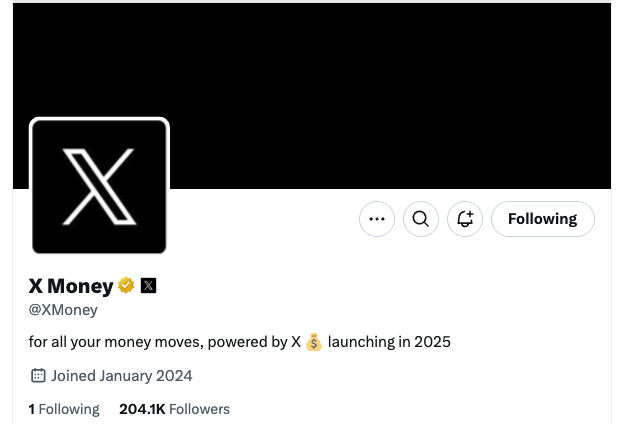 Following
X Money
@XMoney
for all your money moves, powered by X 💰 launching in 2025
Joined January 2024
1 Following 204.1K Followers